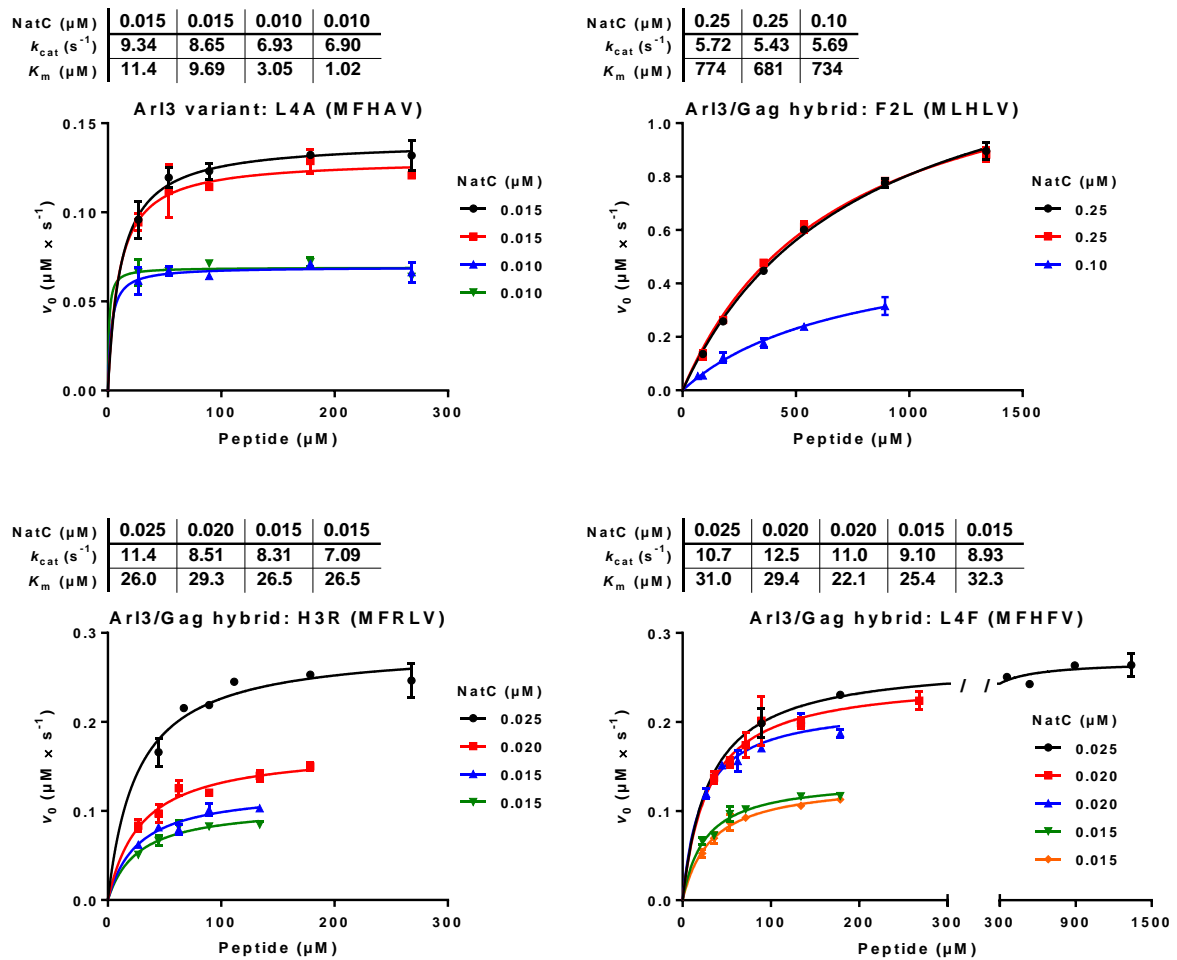 NatC (µM) 0.015 0.015 0.010 0.010
kcat (s⁻¹) 9.34 8.65 6.93 6.90
Km (µM) 11.4 9.69 3.05 1.02
Arl3 variant: L4A (MFHAV)
0.15
0.10
0.05
0.00
v₀ (µM × s⁻¹)
0 100 200 300
Peptide (µM)
NatC (µM)
0.015
0.015
0.010
0.010
NatC (µM) 0.25 0.25 0.10
kcat (s⁻¹) 5.72 5.43 5.69
Km (µM) 774 681 734
Arl3/Gag hybrid: F2L (MLHLV)
1.0
0.8
0.6
0.4
0.2
0.0
v₀ (µM × s⁻¹)
0 500 1000 1500
Peptide (µM)
NatC (µM)
0.25
0.25
0.10
NatC (µM) 0.025 0.020 0.015 0.015
kcat (s⁻¹) 11.4 8.51 8.31 7.09
Km (µM) 26.0 29.3 26.5 26.5
Arl3/Gag hybrid: H3R (MFRLV)
0.3
0.2
0.1
0.0
v₀ (µM × s⁻¹)
0 100 200 300
Peptide (µM)
NatC (µM)
0.025
0.020
0.015
0.015
NatC (µM) 0.025 0.020 0.020 0.015 0.015
kcat (s⁻¹) 10.7 12.5 11.0 9.10 8.93
Km (µM) 31.0 29.4 22.1 25.4 32.3
Arl3/Gag hybrid: L4F (MFHFV)
0.3
0.2
0.1
0.0
v₀ (µM × s⁻¹)
/ /
0 100 200 300 300 900 1500
Peptide (µM)
NatC (µM)
0.025
0.020
0.020
0.015
0.015